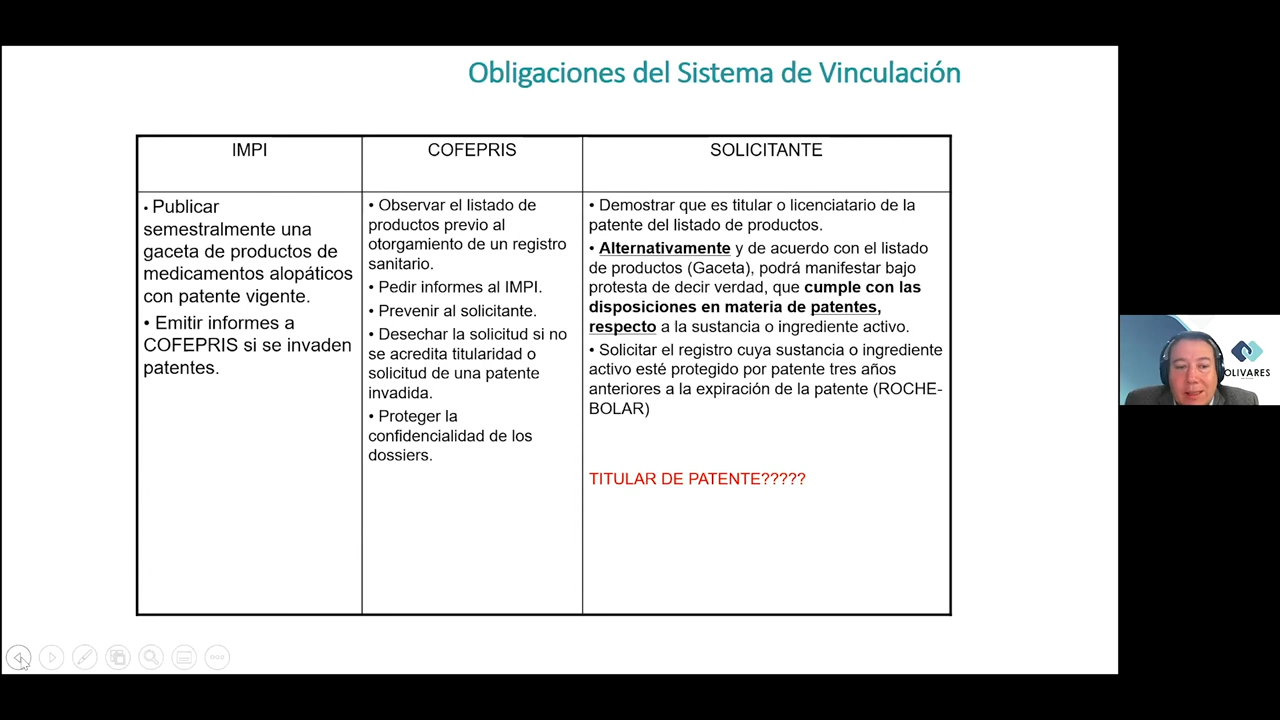 Obligaciones del Sistema de Vinculación
IMPI
• Publicar
semestralmente una
gaceta de productos de
medicamentos alopáticos
con patente vigente.
• Emitir informes a
COFEPRIS si se invaden
patentes.
COFEPRIS
• Observar el listado de
productos previo al
otorgamiento de un registro
sanitario.
• Pedir informes al IMPI.
• Prevenir al solicitante.
• Desechar la solicitud si no
se acredita titularidad o
solicitud de una patente
invadida.
• Proteger la
confidencialidad de los
dossiers.
SOLICITANTE
• Demostrar que es titular o licenciatario de la
patente del listado de productos.
• Alternativamente y de acuerdo con el listado
de productos (Gaceta), podrá manifestar bajo
protesta de decir verdad, que cumple con las
disposiciones en materia de patentes,
respecto a la sustancia o ingrediente activo.
• Solicitar el registro cuya sustancia o ingrediente
activo esté protegido por patente tres años
anteriores a la expiración de la patente (ROCHE-
BOLAR)
TITULAR DE PATENTE?????
OLIVARES